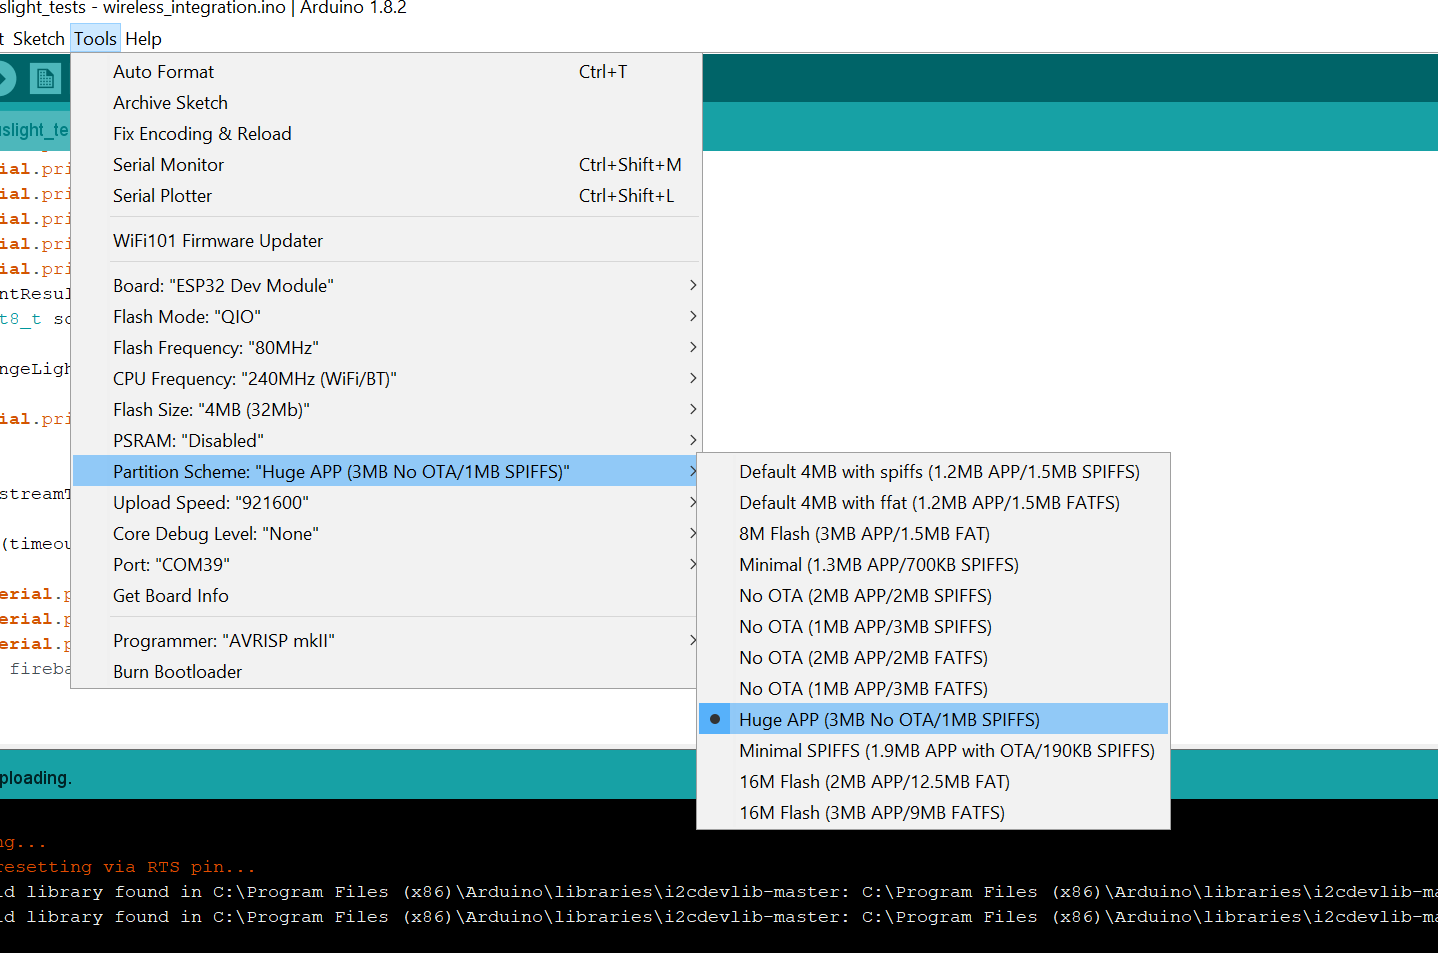 slight_tests - wireless_integration.ino | Arduino 1.8.2
t Sketch Tools Help
Auto Format Ctrl+T
Archive Sketch
Fix Encoding & Reload
Serial Monitor Ctrl+Shift+M
Serial Plotter Ctrl+Shift+L
WiFi101 Firmware Updater
Board: "ESP32 Dev Module"
Flash Mode: "QIO"
Flash Frequency: "80MHz"
CPU Frequency: "240MHz (WiFi/BT)"
Flash Size: "4MB (32Mb)"
PSRAM: "Disabled"
Partition Scheme: "Huge APP (3MB No OTA/1MB SPIFFS)"
Upload Speed: "921600"
Core Debug Level: "None"
Port: "COM39"
Get Board Info
Programmer: "AVRISP mkII"
Burn Bootloader
Default 4MB with spiffs (1.2MB APP/1.5MB SPIFFS)
Default 4MB with ffat (1.2MB APP/1.5MB FATFS)
8M Flash (3MB APP/1.5MB FAT)
Minimal (1.3MB APP/700KB SPIFFS)
No OTA (2MB APP/2MB SPIFFS)
No OTA (1MB APP/3MB SPIFFS)
No OTA (2MB APP/2MB FATFS)
No OTA (1MB APP/3MB FATFS)
Huge APP (3MB No OTA/1MB SPIFFS)
Minimal SPIFFS (1.9MB APP with OTA/190KB SPIFFS)
16M Flash (2MB APP/12.5MB FAT)
16M Flash (3MB APP/9MB FATFS)
slight_te
ial.pri
ial.pri
ial.pri
ial.pri
ial.pri
ntResul
t8_t sc
ngeLigh
ial.pri
streamT
(timeou
erial.p
erial.p
erial.p
fireba
ploading.
ng...
resetting via RTS pin...
ld library found in C:\Program Files (x86)\Arduino\libraries\i2cdevlib-master: C:\Program Files (x86)\Arduino\libraries\i2cdevlib-ma
ld library found in C:\Program Files (x86)\Arduino\libraries\i2cdevlib-master: C:\Program Files (x86)\Arduino\libraries\i2cdevlib-ma